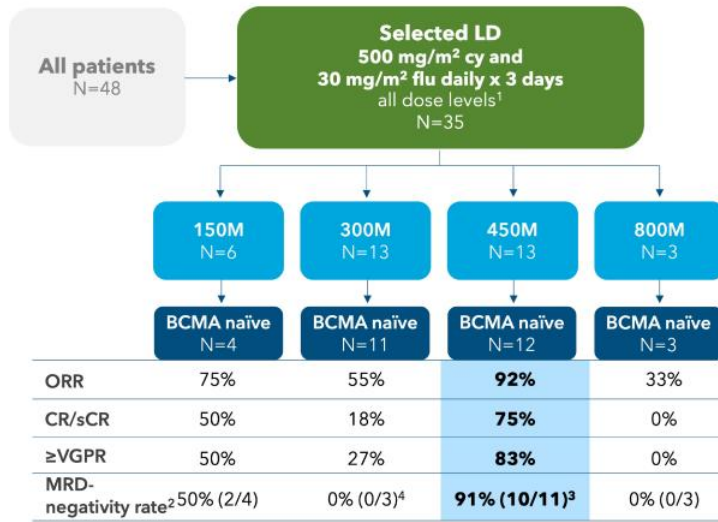 All patients
N=48
Selected LD
500 mg/m² cy and
30 mg/m² flu daily x 3 days
all dose levels¹
N=35
150M
N=6
300M
N=13
450M
N=13
800M
N=3
BCMA naïve
N=4
BCMA naïve
N=11
BCMA naïve
N=12
BCMA naïve
N=3
ORR 75% 55% 92% 33%
CR/sCR 50% 18% 75% 0%
≥VGPR 50% 27% 83% 0%
MRD-
negativity rate² 50% (2/4) 0% (0/3)⁴ 91% (10/11)³ 0% (0/3)